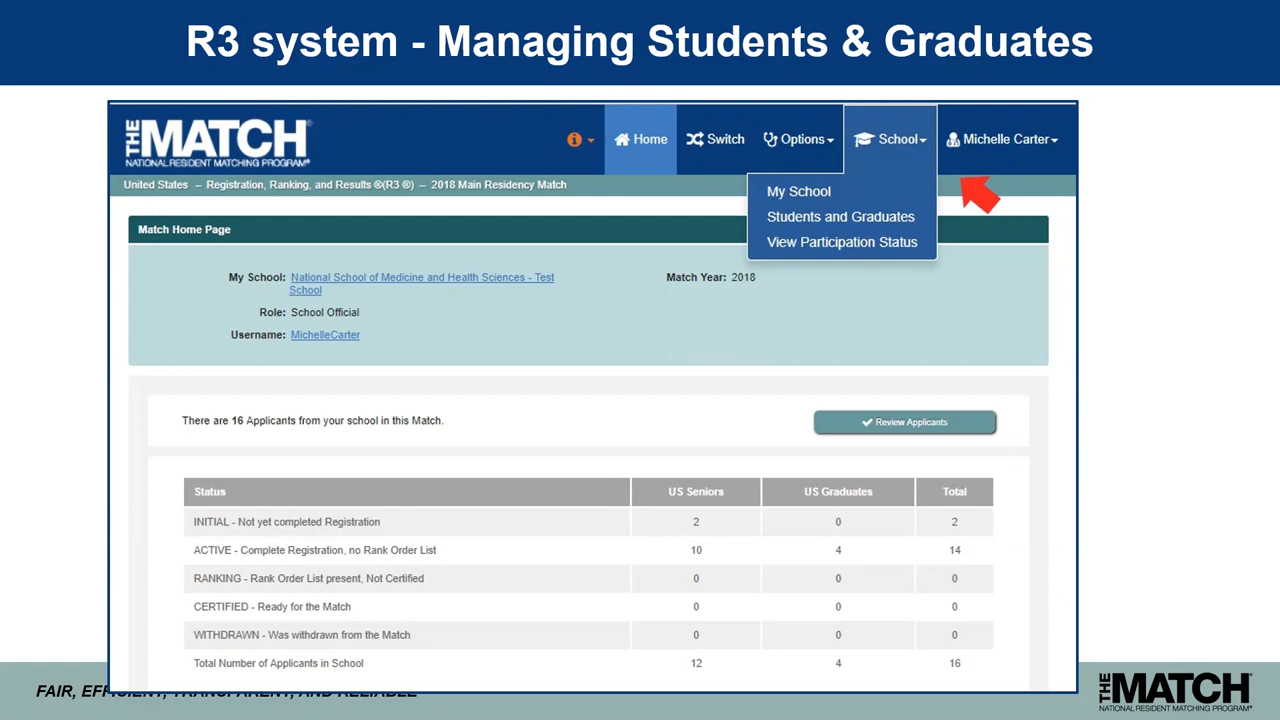 R3 system - Managing Students & Graduates
THE MATCH
NATIONAL RESIDENT MATCHING PROGRAM®
Home
Switch
Options
School
Michelle Carter
United States – Registration, Ranking, and Results ®(R3 ®) – 2018 Main Residency Match
My School
Students and Graduates
View Participation Status
Match Home Page
My School: National School of Medicine and Health Sciences - Test
School
Match Year: 2018
Role: School Official
Username: MichelleCarter
There are 16 Applicants from your school in this Match.
Review Applicants
Status US Seniors US Graduates Total
INITIAL - Not yet completed Registration 2 0 2
ACTIVE - Complete Registration, no Rank Order List 10 4 14
RANKING - Rank Order List present, Not Certified 0 0 0
CERTIFIED - Ready for the Match 0 0 0
WITHDRAWN - Was withdrawn from the Match 0 0 0
Total Number of Applicants in School 12 4 16
FAIR, EFFICIENT, TRANSPARENT, AND RELIABLE
THE MATCH
NATIONAL RESIDENT MATCHING PROGRAM®